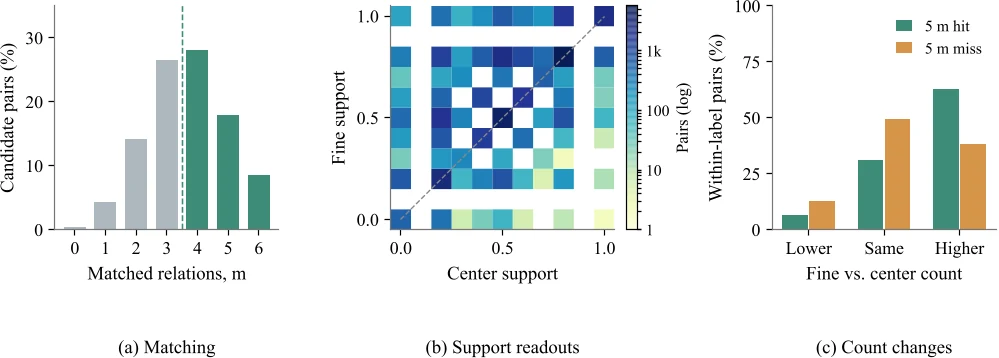 Candidate pairs (%)
30
20
10
0
0 1 2 3 4 5 6
Matched relations, m
(a) Matching
Fine support
1.0
0.5
0.0
0.0 0.5 1.0
Center support
1k
100
10
1
Pairs (log)
(b) Support readouts
Within-label pairs (%)
100
75
50
25
0
5 m hit
5 m miss
Lower Same Higher
Fine vs. center count
(c) Count changes